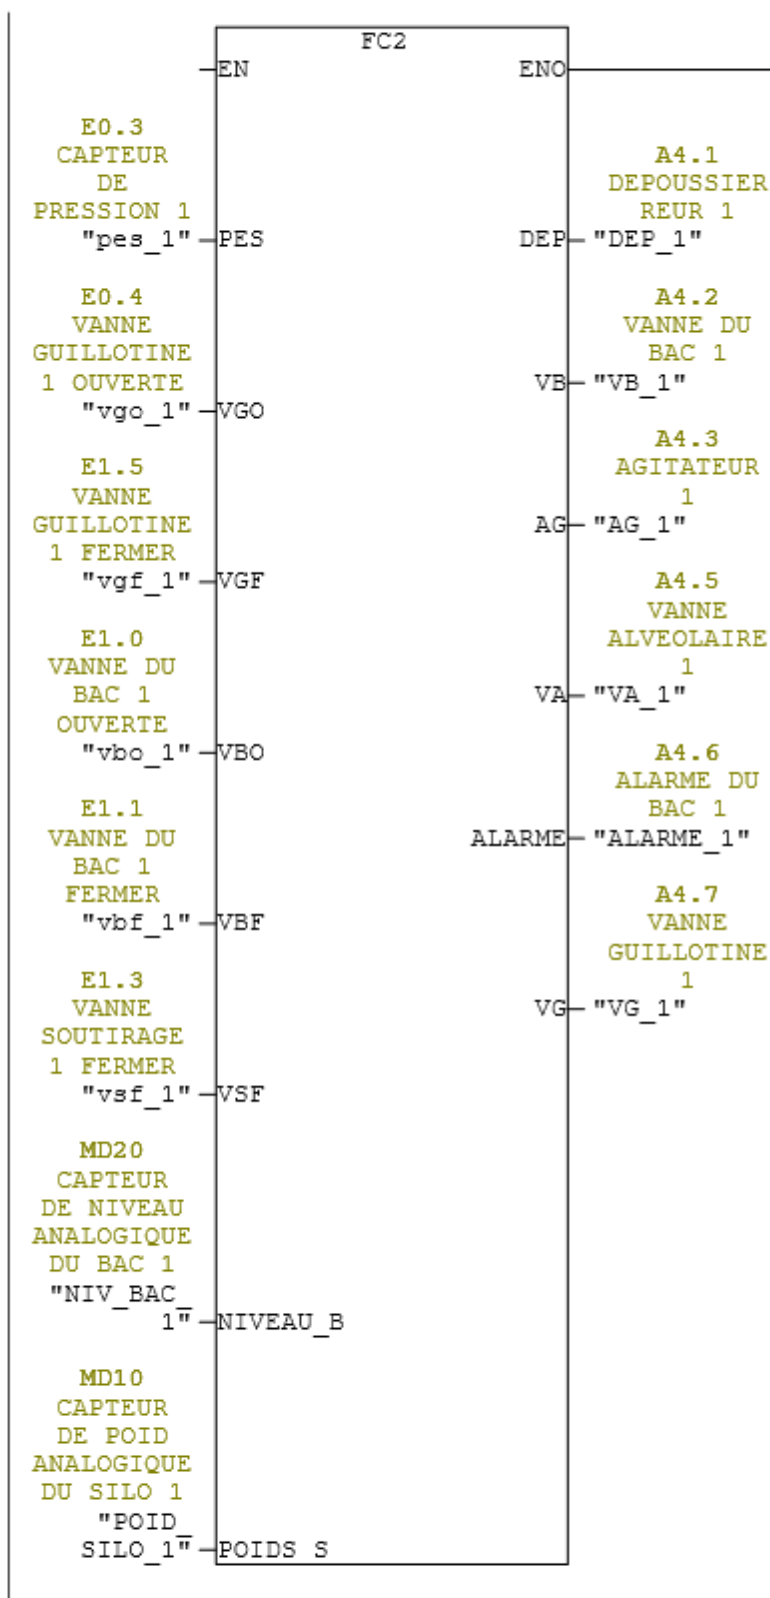 FC2
EN
ENO
E0.3
CAPTEUR
DE
PRESSION 1
"pes_1"
PES
A4.1
DEPOUSSIER
REUR 1
DEP
"DEP_1"
E0.4
VANNE
GUILLOTINE
1 OUVERTE
"vgo_1"
VGO
A4.2
VANNE DU
BAC 1
VB
"VB_1"
E1.5
VANNE
GUILLOTINE
1 FERMER
"vgf_1"
VGF
A4.3
AGITATEUR
1
AG
"AG_1"
E1.0
VANNE DU
BAC 1
OUVERTE
"vbo_1"
VBO
A4.5
VANNE
ALVEOLAIRE
1
VA
"VA_1"
E1.1
VANNE DU
BAC 1
FERMER
"vbf_1"
VBF
A4.6
ALARME DU
BAC 1
ALARME
"ALARME_1"
E1.3
VANNE
SOUTIRAGE
1 FERMER
"vsf_1"
VSF
A4.7
VANNE
GUILLOTINE
1
VG
"VG_1"
MD20
CAPTEUR
DE NIVEAU
ANALOGIQUE
DU BAC 1
"NIV_BAC_
1"
NIVEAU_B
MD10
CAPTEUR
DE POID
ANALOGIQUE
DU SILO 1
"POID_
SILO_1"
POIDS S